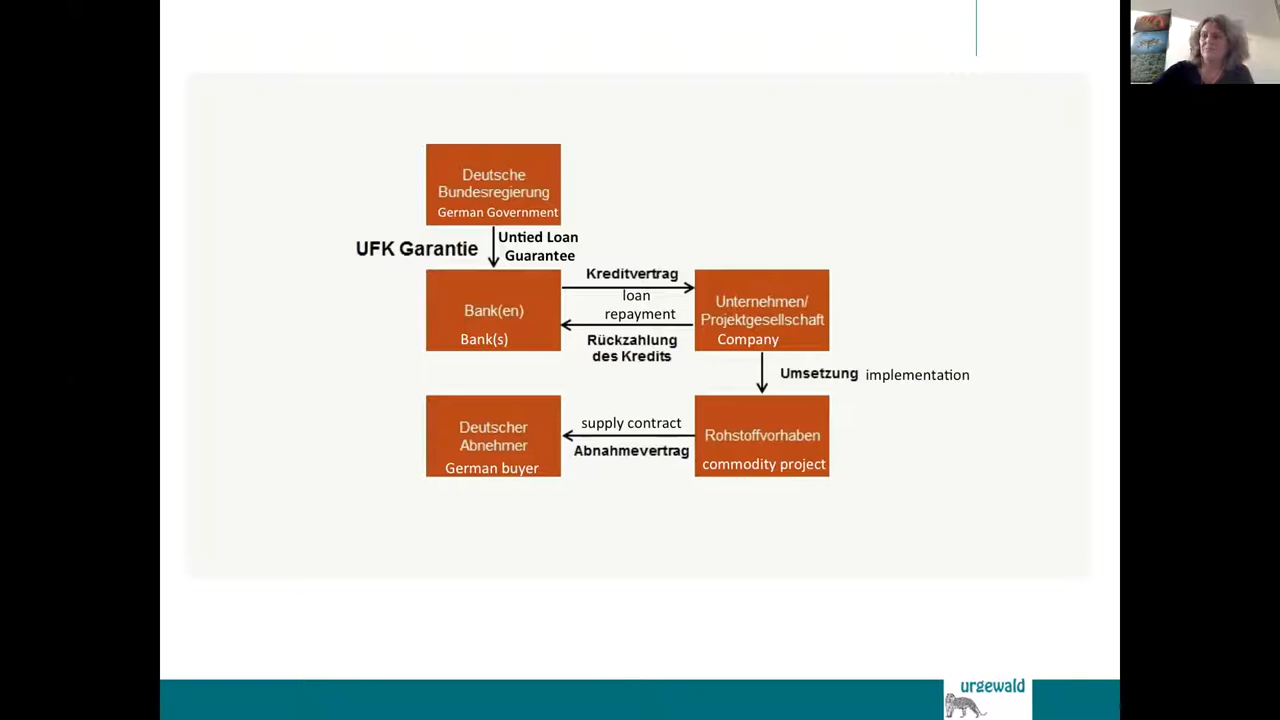 Deutsche
Bundesregierung
German Government
UFK Garantie
Untied Loan
Guarantee
Bank(en)
Bank(s)
Kreditvertrag
loan
repayment
Rückzahlung
des Kredits
Unternehmen/
Projektgesellschaft
Company
Umsetzung implementation
Deutscher
Abnehmer
German buyer
supply contract
Abnahmevertrag
Rohstoffvorhaben
commodity project
urgewald